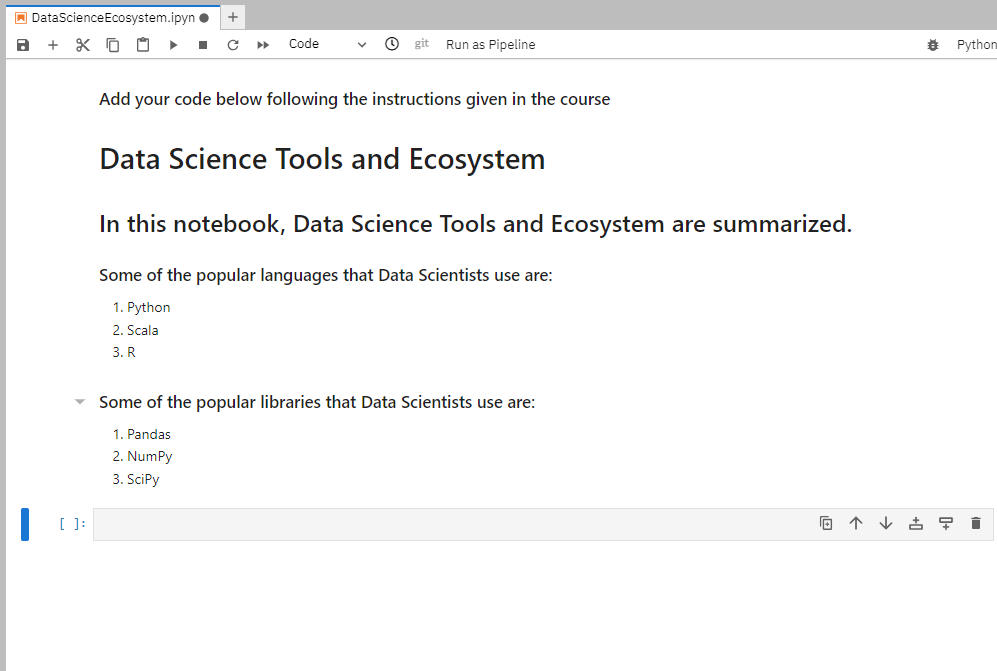 DataScienceEcosystem.ipyn
Code git Run as Pipeline Python
Add your code below following the instructions given in the course
Data Science Tools and Ecosystem
In this notebook, Data Science Tools and Ecosystem are summarized.
Some of the popular languages that Data Scientists use are:
1. Python
2. Scala
3. R
Some of the popular libraries that Data Scientists use are:
1. Pandas
2. NumPy
3. SciPy
[ ]: